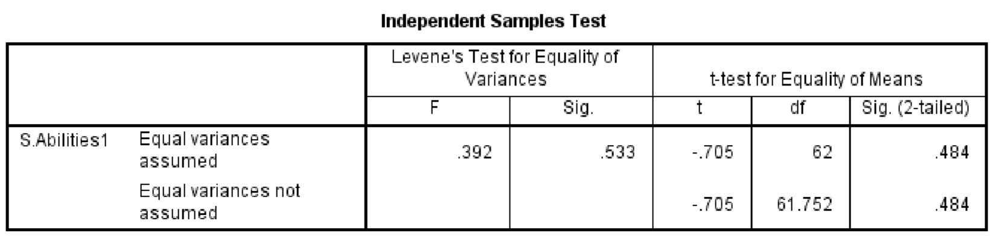 Independent Samples Test
Levene's Test for Equality of
Variances
t-test for Equality of Means
F Sig. t df Sig. (2-tailed)
S.Abilities1 Equal variances
assumed .392 .533 -.705 62 .484
Equal variances not
assumed -.705 61.752 .484